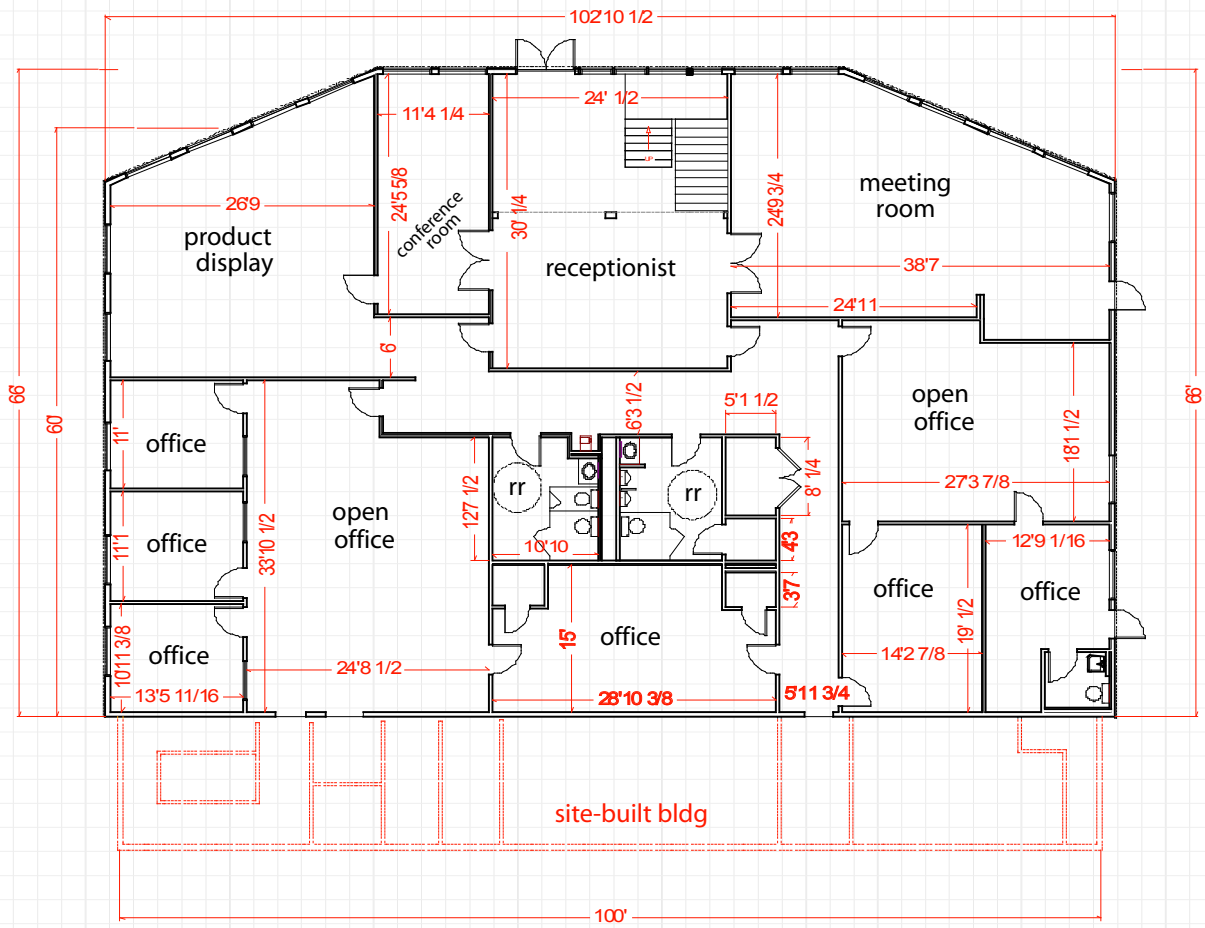 102'10 1/2
24' 1/2
11'4 1/4
24'5 5/8
conference
room
30' 1/4
UP
24'9 3/4
meeting
room
26'9
product
display
receptionist
38'7
24'11
66'
60'
66'
6'
6'3 1/2
5'1 1/2
open
office
18'1 1/2
27'3 7/8
11'
office
33'10 1/2
open
office
12'7 1/2
rr
rr
8' 1/4
10'10
4'3
12'9 1/16
11'1
office
3'7
office
office
19' 1/2
10'11 3/8
office
13'5 11/16
24'8 1/2
15'
office
28'10 3/8
5'11 3/4
14'2 7/8
site-built bldg
100'